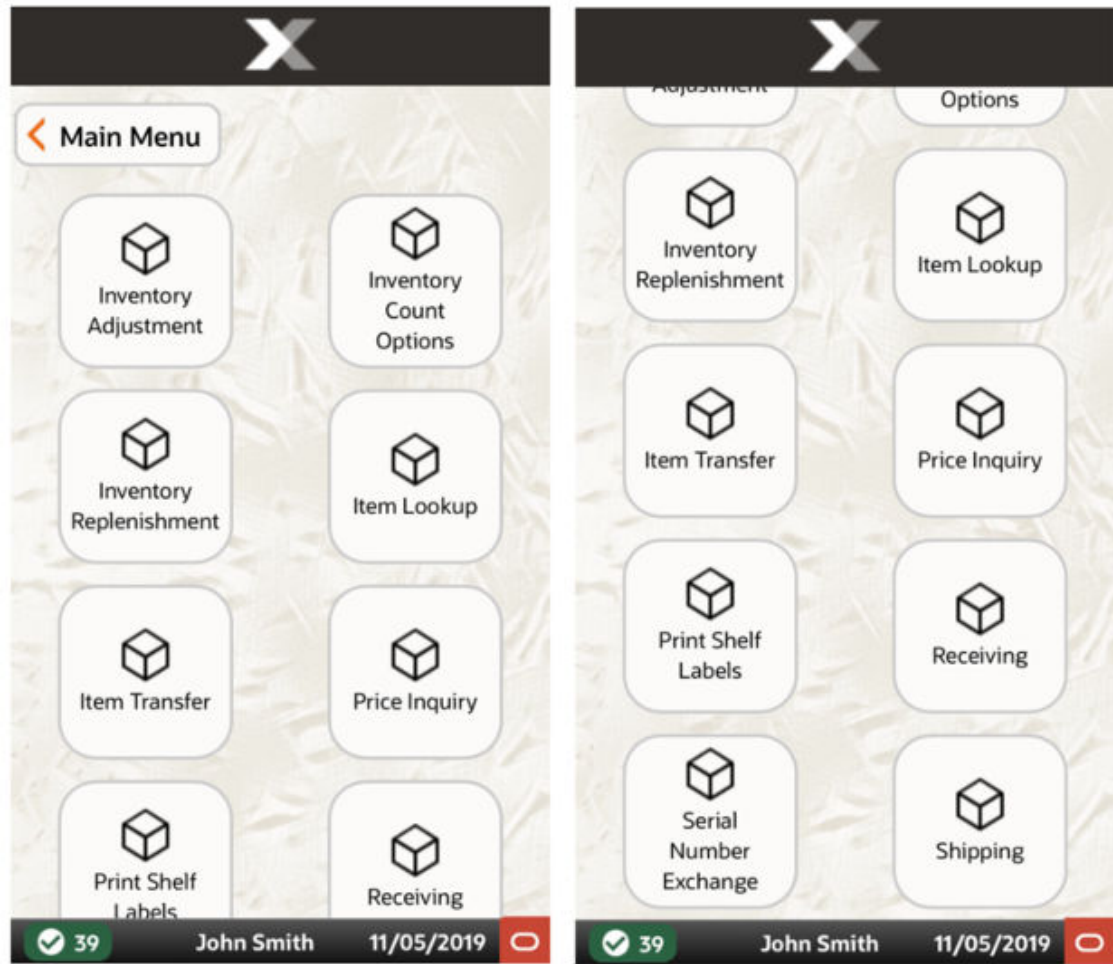 Main Menu
Inventory
Adjustment
Inventory
Count
Options
Inventory
Replenishment
Item Lookup
Item Transfer
Price Inquiry
Print Shelf
Labels
Receiving
39
John Smith
11/05/2019
Adjustment
Options
Inventory
Replenishment
Item Lookup
Item Transfer
Price Inquiry
Print Shelf
Labels
Receiving
Serial
Number
Exchange
Shipping
39
John Smith
11/05/2019